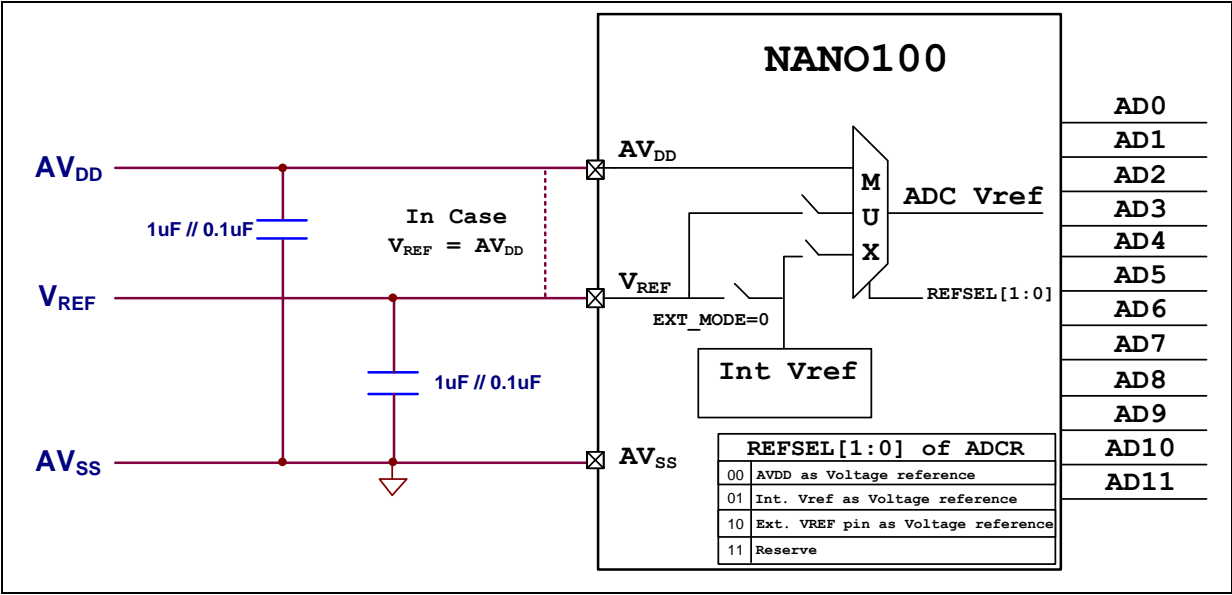 NANO100
AVDD
1uF // 0.1uF
VREF
1uF // 0.1uF
AVSS
In Case
VREF = AVDD
AVDD
VREF
EXT_MODE=0
Int Vref
AVSS
M
U
X
ADC Vref
REFSEL[1:0]
REFSEL[1:0] of ADCR
00 AVDD as Voltage reference
01 Int. Vref as Voltage reference
10 Ext. VREF pin as Voltage reference
11 Reserve
AD0
AD1
AD2
AD3
AD4
AD5
AD6
AD7
AD8
AD9
AD10
AD11